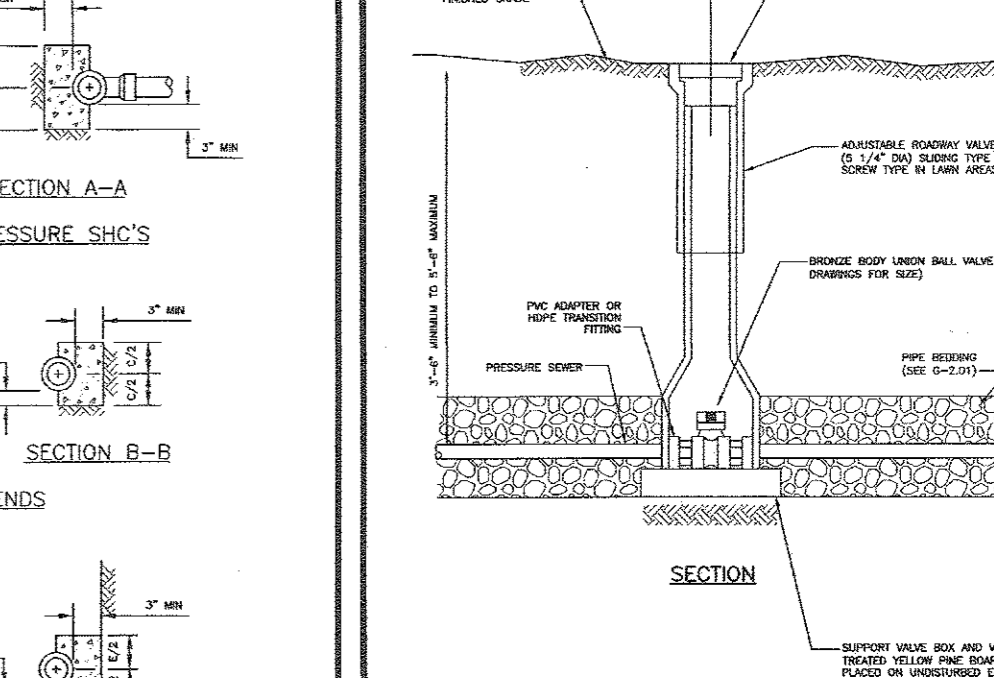 3" MIN
ECTION A-A
ESSURE SHC'S
3" MIN
C/2
C/2
SECTION B-B
ENDS
3" MIN
E/2
FINISHED GRADE
3'-6" MINIMUM TO 5'-6" MAXIMUM
ADJUSTABLE ROADWAY VALVE
(5 1/4" DIA) SLIDING TYPE
SCREW TYPE IN LAWN AREAS
BRONZE BODY UNION BALL VALVE
DRAWINGS FOR SIZE)
PVC ADAPTER OR
HDPE TRANSITION
FITTING
PRESSURE SEWER
PIPE BEDDING
(SEE G-2.01)
SECTION
SUPPORT VALVE BOX AND V
TREATED YELLOW PINE BOAR
PLACED ON UNDISTURBED E